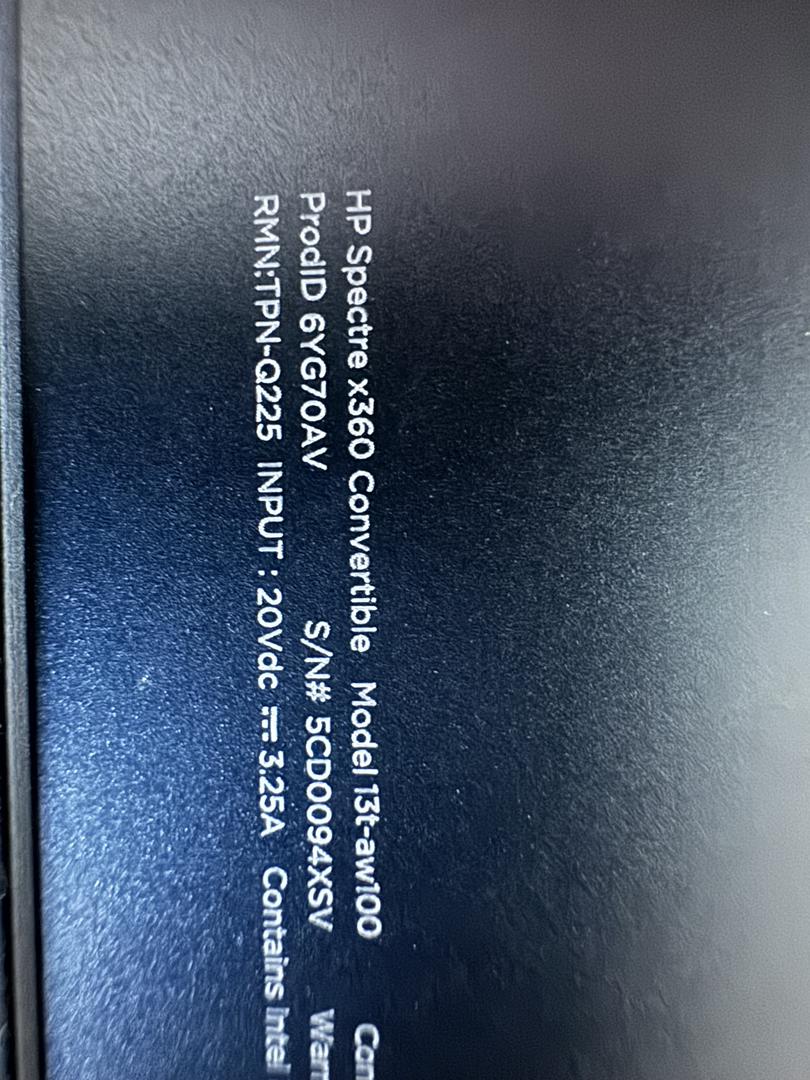 HP Spectre x360 Convertible Model 13t-aw100
ProdID 6YG70AV S/N# 5CD0094XSV
RMN:TPN-Q225 INPUT : 20Vdc ⎓ 3.25A Contains Intel